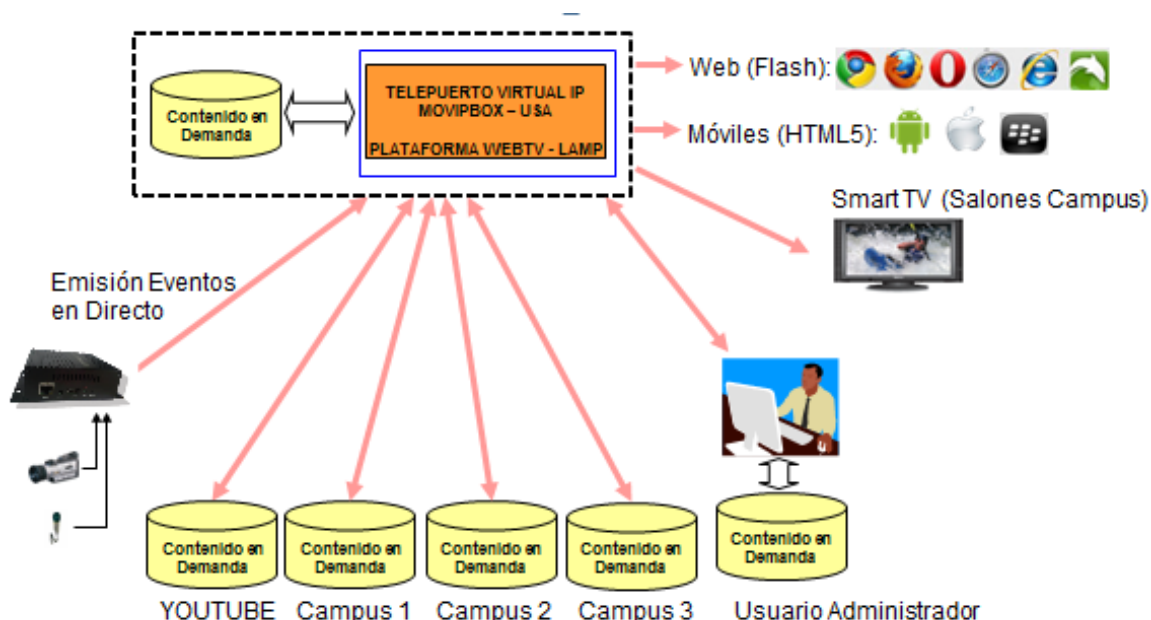 Contenido en
Demanda
TELEPUERTO VIRTUAL IP
MOVIPBOX – USA
PLATAFORMA WEBTV - LAMP
Web (Flash):
Móviles (HTML5):
Smart TV (Salones Campus)
Emisión Eventos
en Directo
Contenido en
Demanda
Contenido en
Demanda
Contenido en
Demanda
Contenido en
Demanda
Contenido en
Demanda
YOUTUBE Campus 1 Campus 2 Campus 3 Usuario Administrador